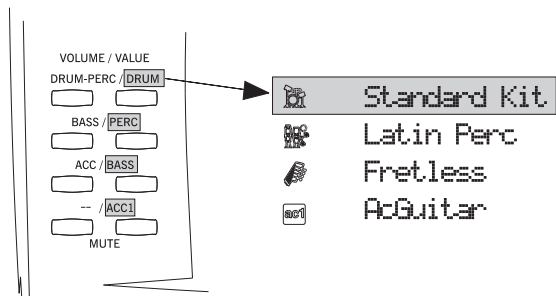 VOLUME / VALUE
DRUM-PERC / DRUM
BASS / PERC
ACC / BASS
-- / ACC1
MUTE
Standard Kit
Latin Perc
Fretless
ac1 AcGuitar